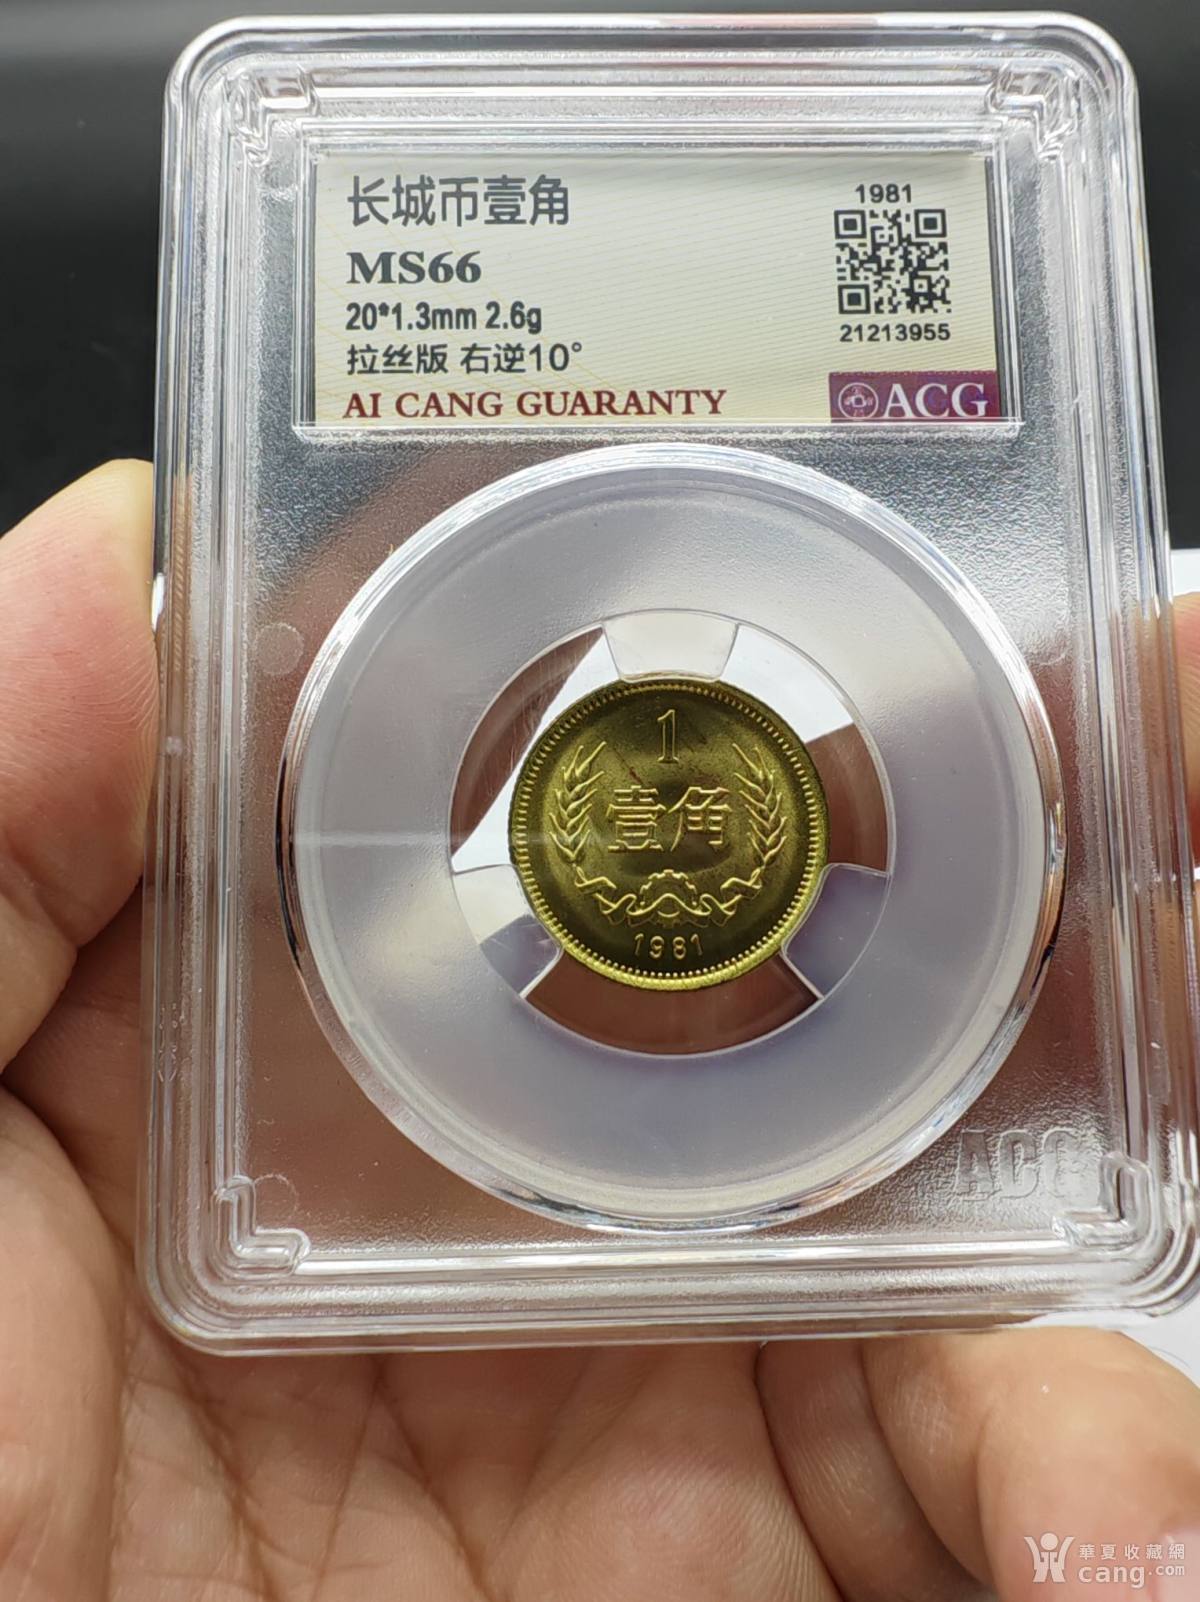 长城币壹角
MS66
20*1.3mm 2.6g
拉丝版 右逆10°
AI CANG GUARANTY
1981
21213955
ACG
1
壹角
1981
ACG
華夏收藏網
cang.com